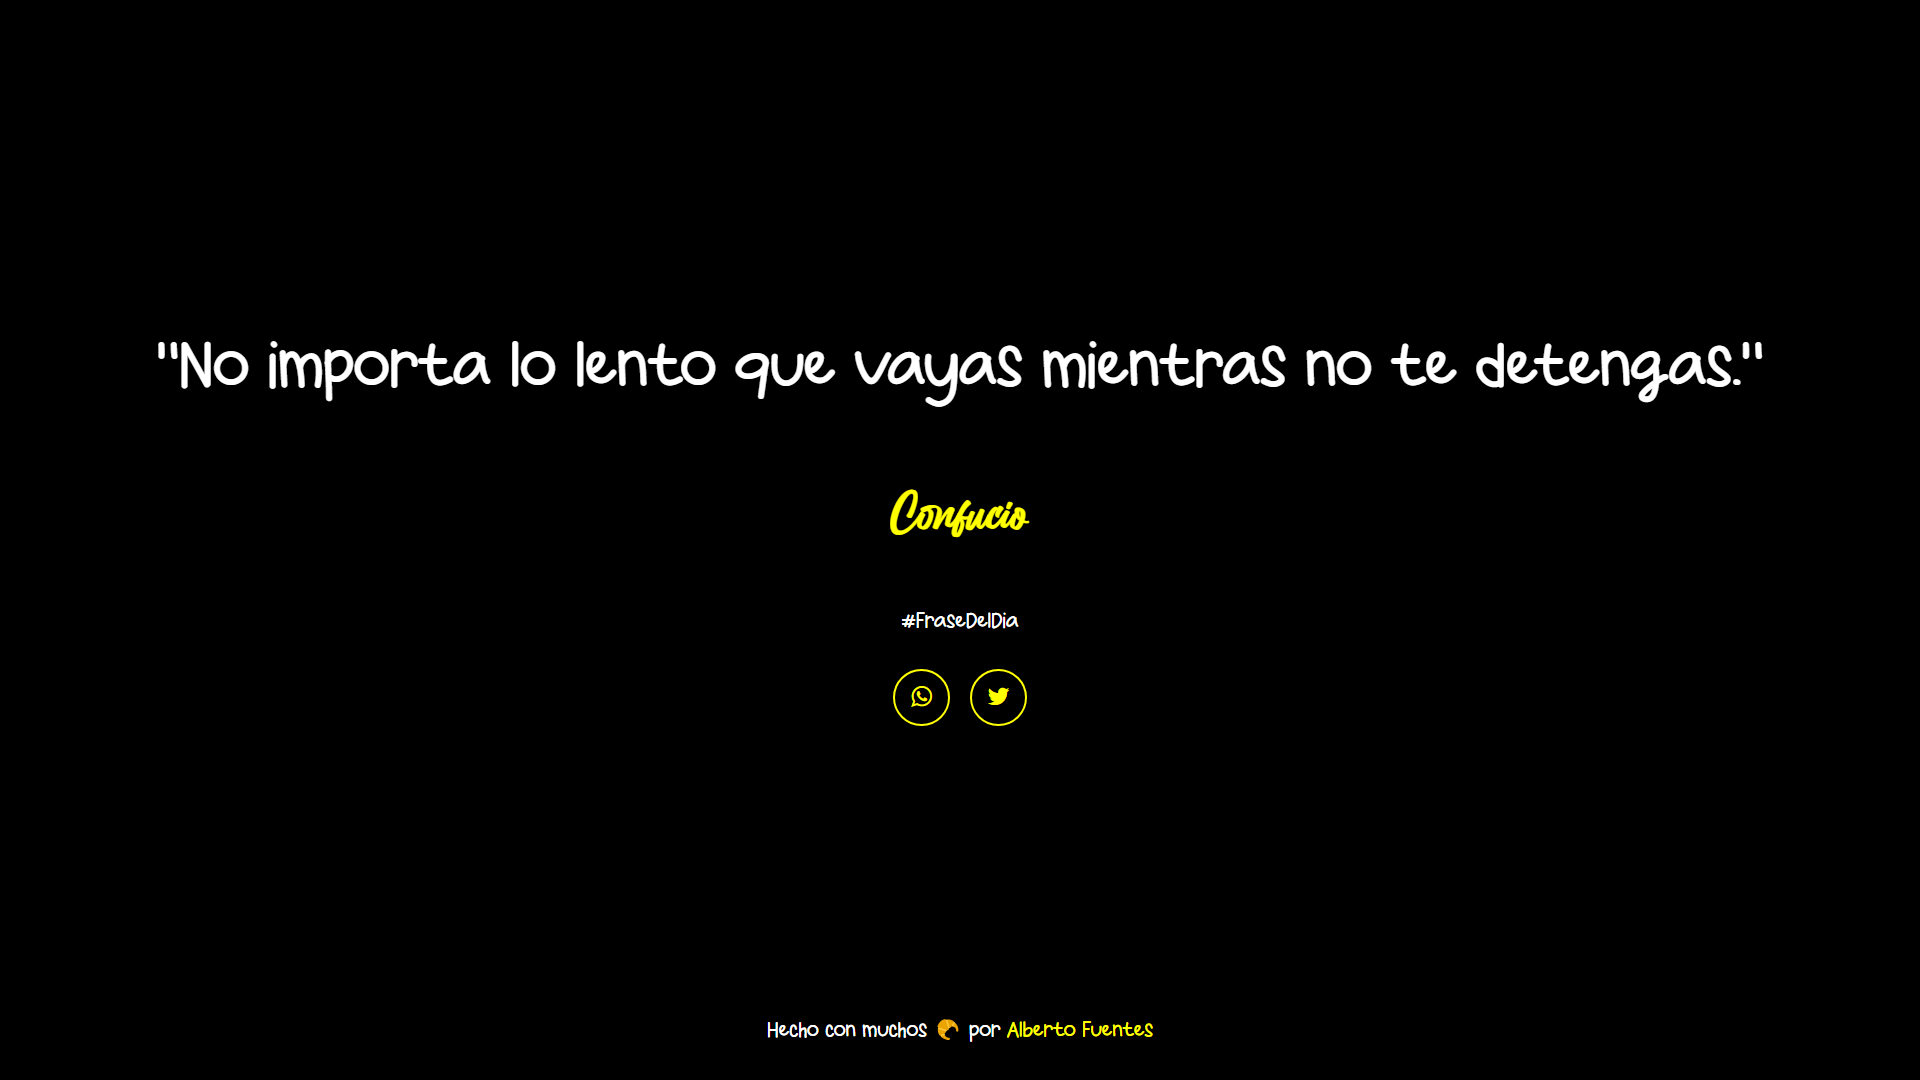 "No importa lo lento que vayas mientras no te detengas."
Confucio
#FraseDelDia
Hecho con muchos 🥐 por Alberto Fuentes